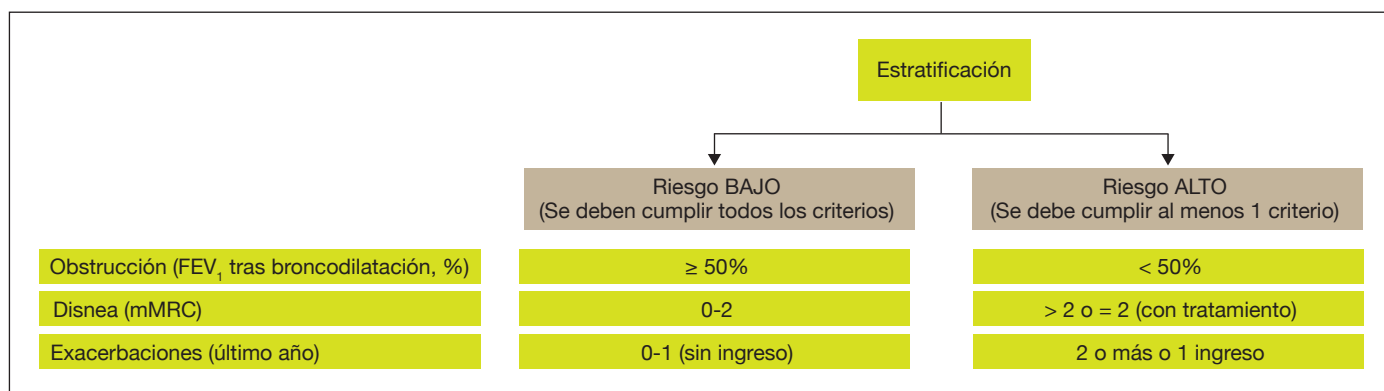 Estratificación
Riesgo BAJO
(Se deben cumplir todos los criterios)
Riesgo ALTO
(Se debe cumplir al menos 1 criterio)
Obstrucción (FEV₁ tras broncodilatación, %)
≥ 50%
< 50%
Disnea (mMRC)
0-2
> 2 o = 2 (con tratamiento)
Exacerbaciones (último año)
0-1 (sin ingreso)
2 o más o 1 ingreso